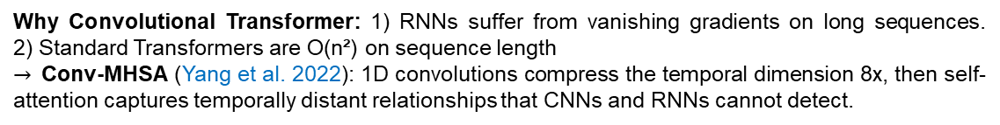 Why Convolutional Transformer: 1) RNNs suffer from vanishing gradients on long sequences.
2) Standard Transformers are O(n²) on sequence length
→ Conv-MHSA (Yang et al. 2022): 1D convolutions compress the temporal dimension 8x, then self-
attention captures temporally distant relationships that CNNs and RNNs cannot detect.